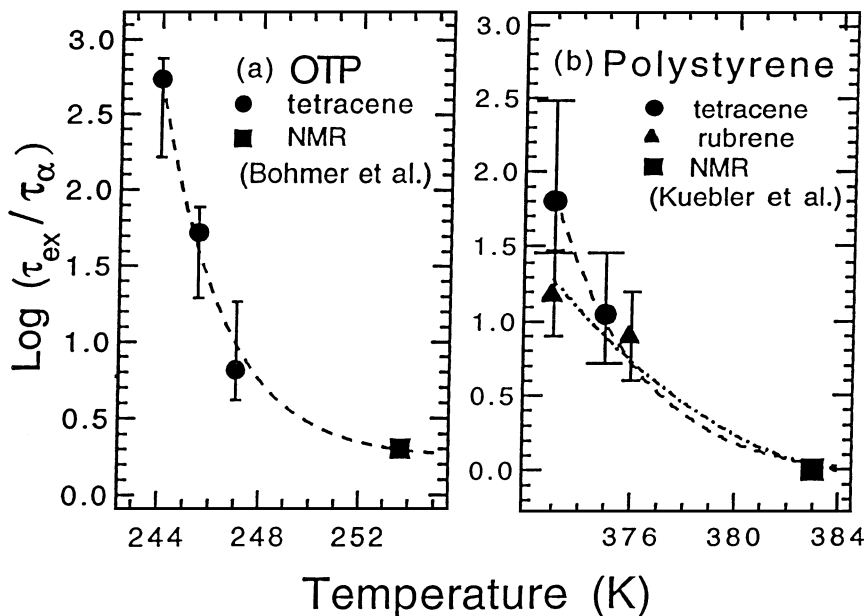 Log (τex / τα)
3.0
2.5
2.0
1.5
1.0
0.5
0.0
(a) OTP
tetracene
NMR
(Bohmer et al.)
244
248
252
3.0
2.5
2.0
1.5
1.0
0.5
0.0
(b) Polystyrene
tetracene
rubrene
NMR
(Kuebler et al.)
376
380
384
Temperature (K)